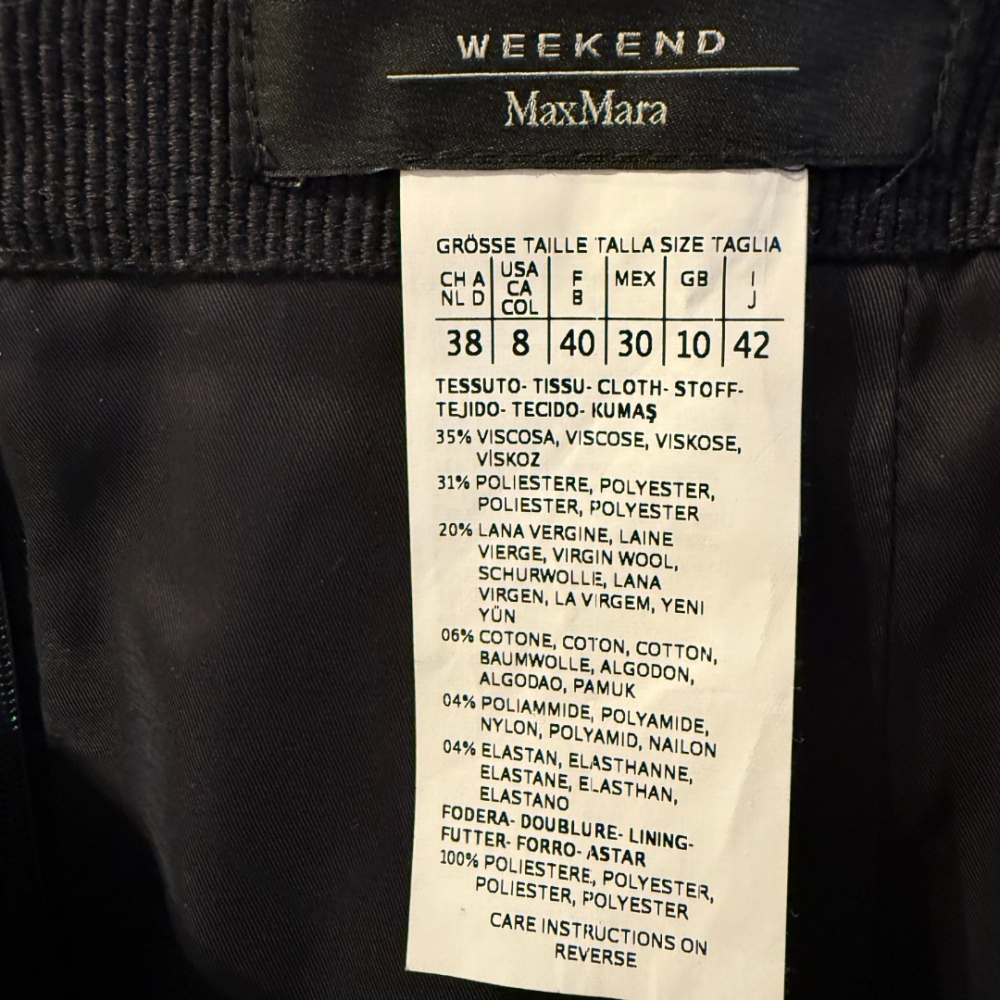 WEEKEND
MaxMara
GRÖSSE TAILLE TALLA SIZE TAGLIA
CH A NL D | USA CA COL | F B | MEX | GB | I J
38 | 8 | 40 | 30 | 10 | 42
TESSUTO- TISSU- CLOTH- STOFF-
TEJIDO- TECIDO- KUMAŞ
35% VISCOSA, VISCOSE, VISKOSE,
VİSKOZ
31% POLIESTERE, POLYESTER,
POLIESTER, POLYESTER
20% LANA VERGINE, LAINE
VIERGE, VIRGIN WOOL,
SCHURWOLLE, LANA
VIRGEN, LA VIRGEM, YENI
YÜN
06% COTONE, COTON, COTTON,
BAUMWOLLE, ALGODON,
ALGODAO, PAMUK
04% POLIAMMIDE, POLYAMIDE,
NYLON, POLYAMID, NAILON
04% ELASTAN, ELASTHANNE,
ELASTANE, ELASTHAN,
ELASTANO
FODERA- DOUBLURE- LINING-
FUTTER- FORRO- ASTAR
100% POLIESTERE, POLYESTER,
POLIESTER, POLYESTER
CARE INSTRUCTIONS ON
REVERSE